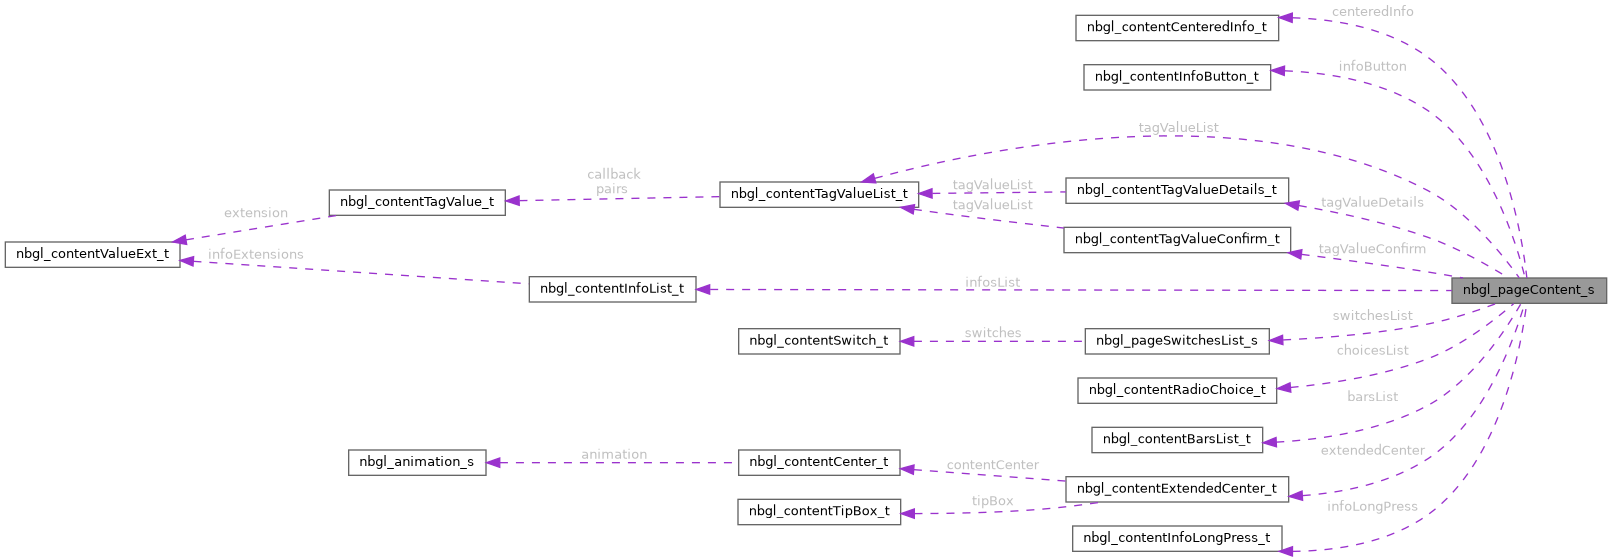 centeredInfo
nbgl_contentCenteredInfo_t
infoButton
nbgl_contentInfoButton_t
tagValueList
callback
pairs
nbgl_contentTagValueList_t
tagValueList
nbgl_contentTagValueDetails_t
nbgl_contentTagValue_t
tagValueList
tagValueDetails
extension
nbgl_contentTagValueConfirm_t
tagValueConfirm
nbgl_contentValueExt_t
infoExtensions
nbgl_contentInfoList_t
infosList
nbgl_pageContent_s
switchesList
nbgl_contentSwitch_t
switches
nbgl_pageSwitchesList_s
choicesList
nbgl_contentRadioChoice_t
barsList
nbgl_contentBarsList_t
extendedCenter
nbgl_animation_s
animation
nbgl_contentCenter_t
contentCenter
nbgl_contentExtendedCenter_t
tipBox
nbgl_contentTipBox_t
infoLongPress
nbgl_contentInfoLongPress_t